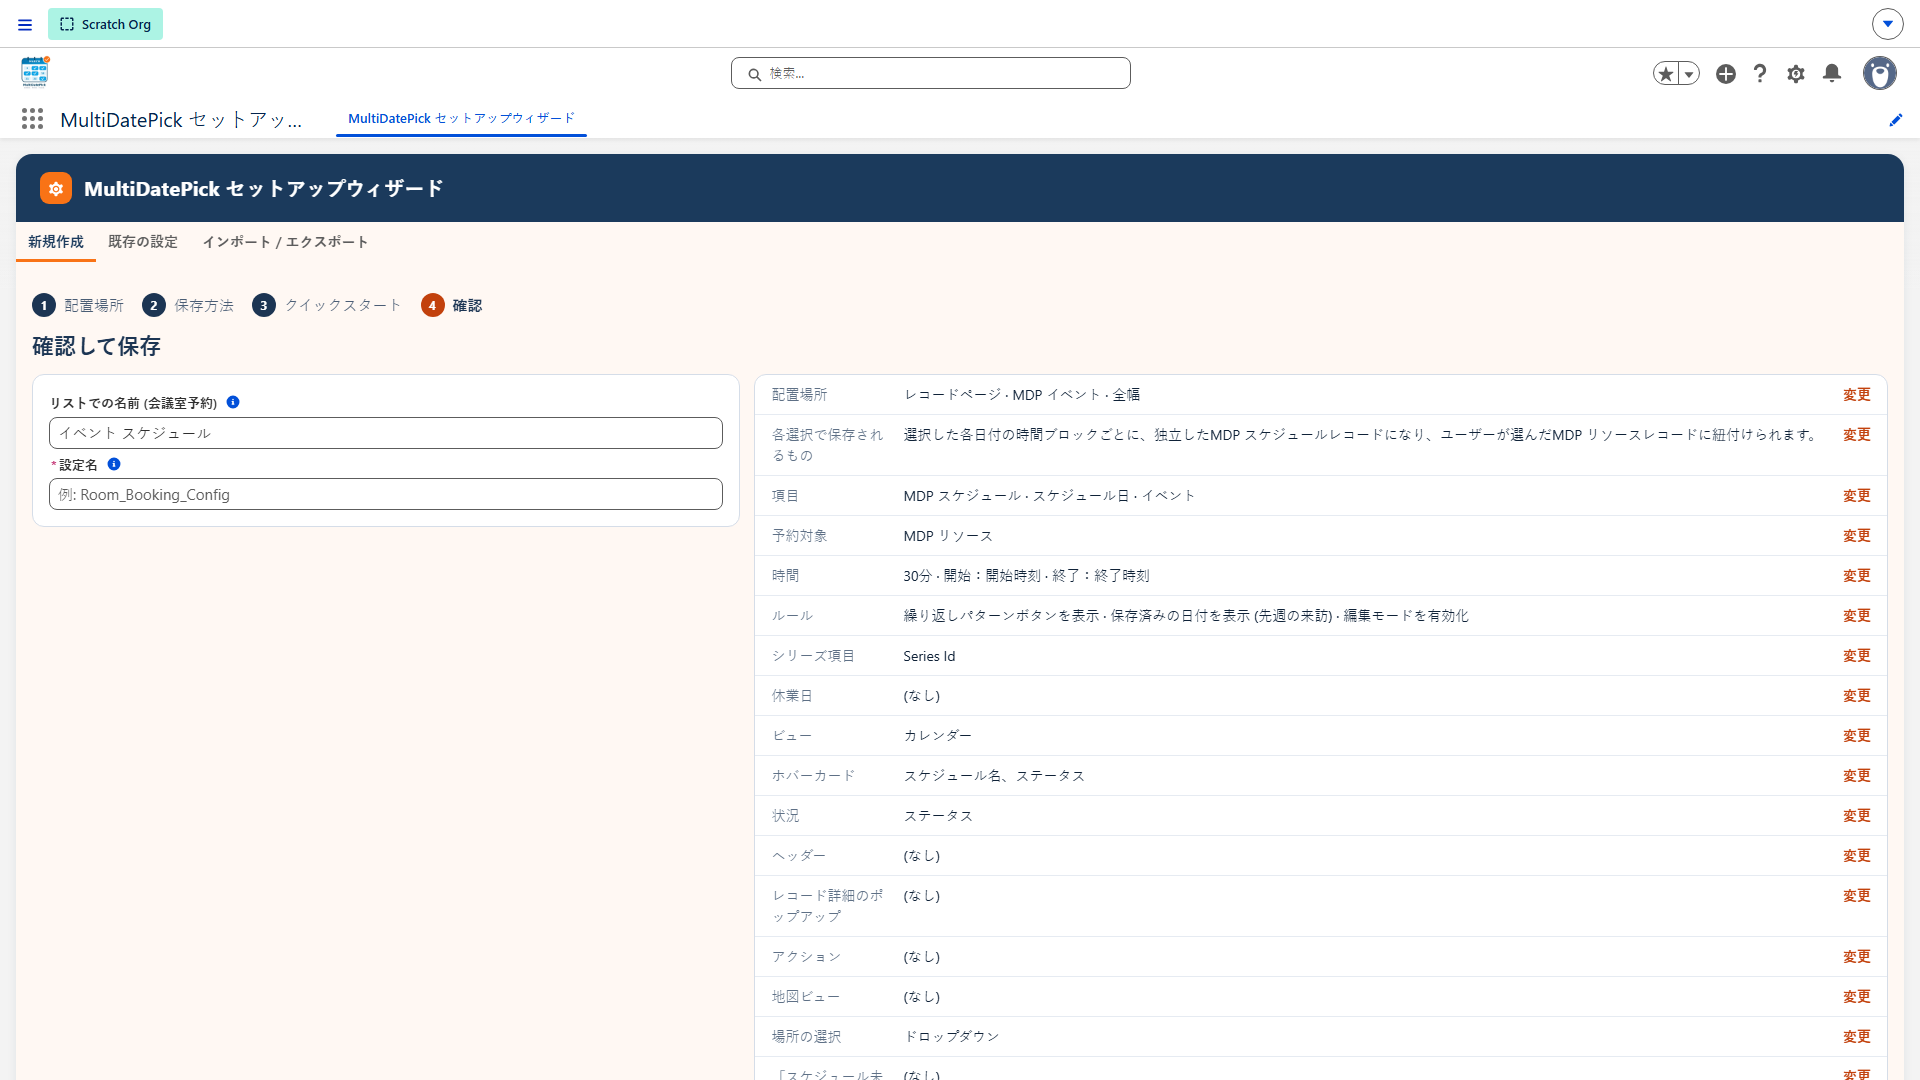 Scratch Org
検索...
MultiDatePick セットアッ...
MultiDatePick セットアップウィザード
MultiDatePick セットアップウィザード
新規作成
既存の設定
インポート / エクスポート
1 配置場所
2 保存方法
3 クイックスタート
4 確認
確認して保存
リストでの名前 (会議室予約)
イベント スケジュール
*設定名
例: Room_Booking_Config
配置場所 レコードページ · MDP イベント · 全幅 変更
各選択で保存され 選択した各日付の時間ブロックごとに、独立したMDP スケジュールレコードになり、ユーザーが選んだMDP リソースレコードに紐付けられます。 変更
るもの
項目 MDP スケジュール · スケジュール日 · イベント 変更
予約対象 MDP リソース 変更
時間 30分 · 開始：開始時刻 · 終了：終了時刻 変更
ルール 繰り返しパターンボタンを表示 · 保存済みの日付を表示 (先週の来訪) · 編集モードを有効化 変更
シリーズ項目 Series Id 変更
休業日 (なし) 変更
ビュー カレンダー 変更
ホバーカード スケジュール名、ステータス 変更
状況 ステータス 変更
ヘッダー (なし) 変更
レコード詳細のポ (なし) 変更
ップアップ
アクション (なし) 変更
地図ビュー (なし) 変更
場所の選択 ドロップダウン 変更
「スケジュール未 (なし) 変更